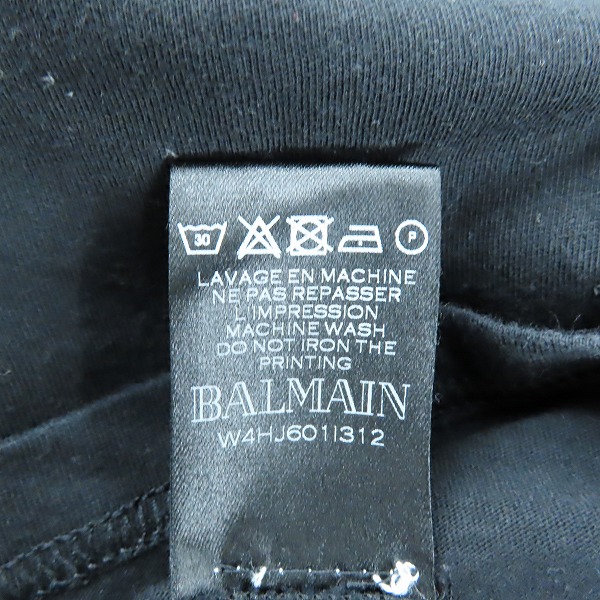 30 P
LAVAGE EN MACHINE
NE PAS REPASSER
L'IMPRESSION
MACHINE WASH
DO NOT IRON THE
PRINTING
BALMAIN
W4HJ601I312